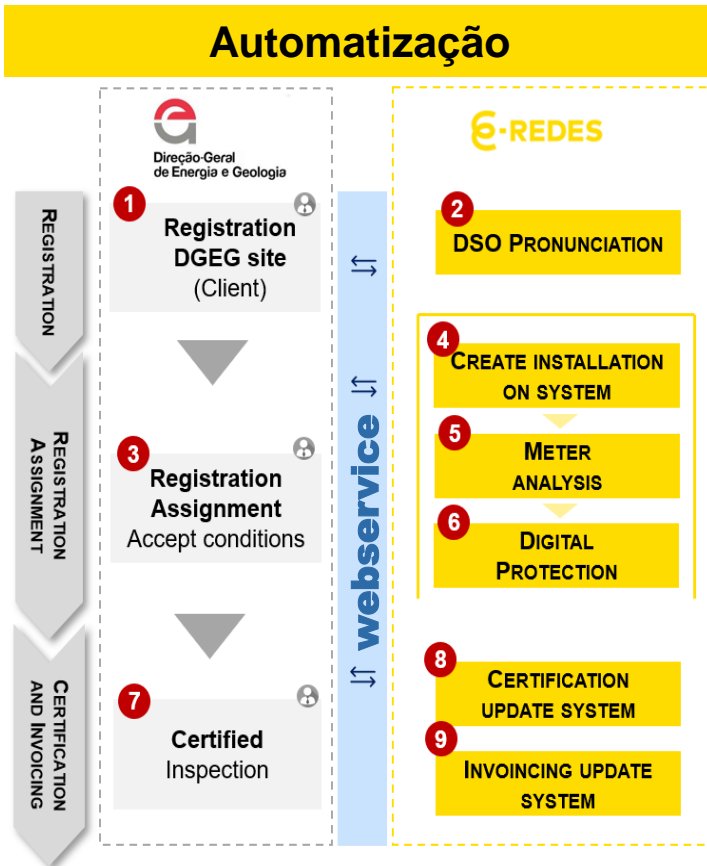 Automatização
Direção-Geral
de Energia e Geologia
E-REDES
REGISTRATION
1
Registration
DGEG site
(Client)
2
DSO PRONUNCIATION
REGISTRATION
ASSIGNMENT
3
Registration
Assignment
Accept conditions
webservice
4
CREATE INSTALLATION
ON SYSTEM
5
METER
ANALYSIS
6
DIGITAL
PROTECTION
CERTIFICATION
AND INVOICING
7
Certified
Inspection
8
CERTIFICATION
UPDATE SYSTEM
9
INVOINCING UPDATE
SYSTEM